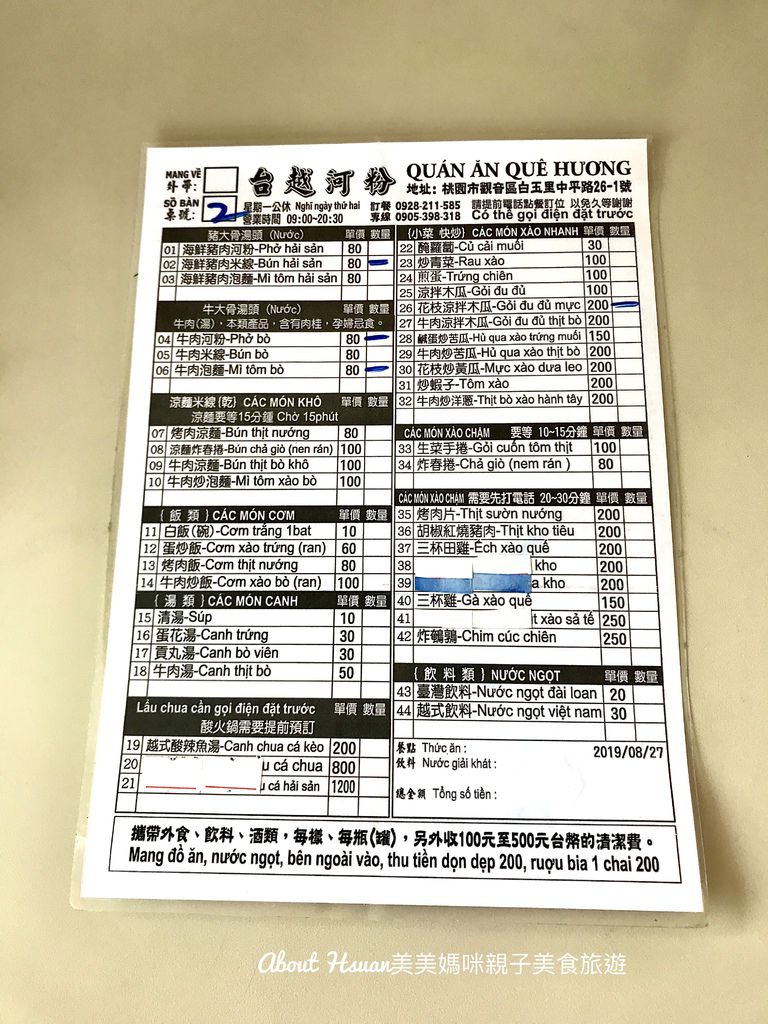 MANG VỀ
外帶:
台越河粉
QUÁN ĂN QUÊ HƯƠNG
地址: 桃園市觀音區白玉里中平路26-1號
SỐ BÀN
桌號:
2
星期一公休 Nghĩ ngày thứ hai
營業時間 09:00~20:30
訂餐 0928-211-585
專線 0905-398-318
請提前電話點餐訂位 以免久等謝謝
Có thể gọi điện đặt trước
豬大骨湯頭 (Nước) 單價 數量
01 海鮮豬肉河粉-Phở hải sản 80
02 海鮮豬肉米線-Bún hải sản 80
03 海鮮豬肉泡麵-Mì tôm hải sản 80
牛大骨湯頭 (Nước) 單價 數量
牛肉(湯),本類產品,含有肉桂,孕婦忌食。
04 牛肉河粉-Phở bò 80
05 牛肉米線-Bún bò 80
06 牛肉泡麵-Mì tôm bò 80
涼麵米線{乾} CÁC MÓN KHÔ 單價 數量
涼麵要等15分鍾 Chờ 15phút
07 烤肉涼麵-Bún thịt nướng 80
08 涼麵炸春捲-Bún chả giò (nen rán) 100
09 牛肉涼麵-Bún thịt bò khô 100
10 牛肉炒泡麵-Mì tôm xào bò 100
{ 飯 類 } CÁC MÓN CƠM 單價 數量
11 白飯(碗)-Cơm trắng 1bat 10
12 蛋炒飯-Cơm xào trứng (ran) 60
13 烤肉飯-Cơm thịt nướng 80
14 牛肉炒飯-Cơm xào bò (ran) 100
{ 湯 類 } CÁC MÓN CANH 單價 數量
15 清湯-Súp 10
16 蛋花湯-Canh trứng 30
17 貢丸湯-Canh bò viên 30
18 牛肉湯-Canh thịt bò 50
Lẩu chua cần gọi điện đặt trước 單價 數量
酸火鍋需要提前預訂
19 越式酸辣魚湯-Canh chua cá kèo 200
20 u cá chua 800
21 u cá hải sản 1200
{小菜 快炒} CÁC MÓN XÀO NHANH 單價 數量
22 醃蘿蔔-Củ cải muối 30
23 炒青菜-Rau xào 100
24 煎蛋-Trứng chiên 100
25 涼拌木瓜-Gỏi đu đủ 100
26 花枝涼拌木瓜-Gỏi đu đủ mực 200
27 牛肉涼拌木瓜-Gỏi đu đủ thịt bò 200
28 鹹蛋炒苦瓜-Hủ qua xào trứng muối 150
29 牛肉炒苦瓜-Hủ qua xào thịt bò 200
30 花枝炒黃瓜-Mực xào dưa leo 200
31 炒蝦子-Tôm xào 200
32 牛肉炒洋蔥-Thịt bò xào hành tây 200
CÁC MÓN XÀO CHẬM 要等 10~15分鍾 單價 數量
33 生菜手捲-Gỏi cuốn tôm thịt 100
34 炸春捲-Chả giò (nem rán ) 80
CÁC MÓN XÀO CHẬM 需要先打電話 20~30分鍾 單價 數量
35 烤肉片-Thịt sườn nướng 200
36 胡椒紅燒豬肉-Thịt kho tiêu 200
37 三杯田雞-Ếch xào quế 200
38 kho 200
39 a kho 200
40 三杯雞-Gà xào quế 150
41 t xào sả tế 250
42 炸鵪鶉-Chim cúc chiên 250
{ 飲 料 類 } NƯỚC NGỌT 單價 數量
43 臺灣飲料-Nước ngọt đài loan 20
44 越式飲料-Nước ngọt việt nam 30
餐點 Thức ăn :
2019/08/27
飲料 Nước giải khát :
總金額 Tổng số tiền :
攜帶外食、飲料、酒類,每樣、每瓶(罐),另外收100元至500元台幣的清潔費。
Mang đồ ăn, nước ngọt, bên ngoài vào, thu tiền dọn dẹp 200, rượu bia 1 chai 200
About Hsuan美美媽咪親子美食旅遊